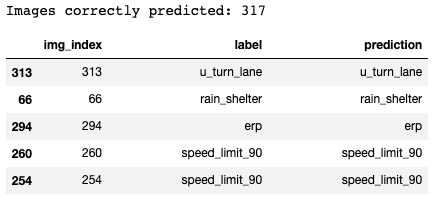 Images correctly predicted: 317
img_index label prediction
313 313 u_turn_lane u_turn_lane
66 66 rain_shelter rain_shelter
294 294 erp erp
260 260 speed_limit_90 speed_limit_90
254 254 speed_limit_90 speed_limit_90